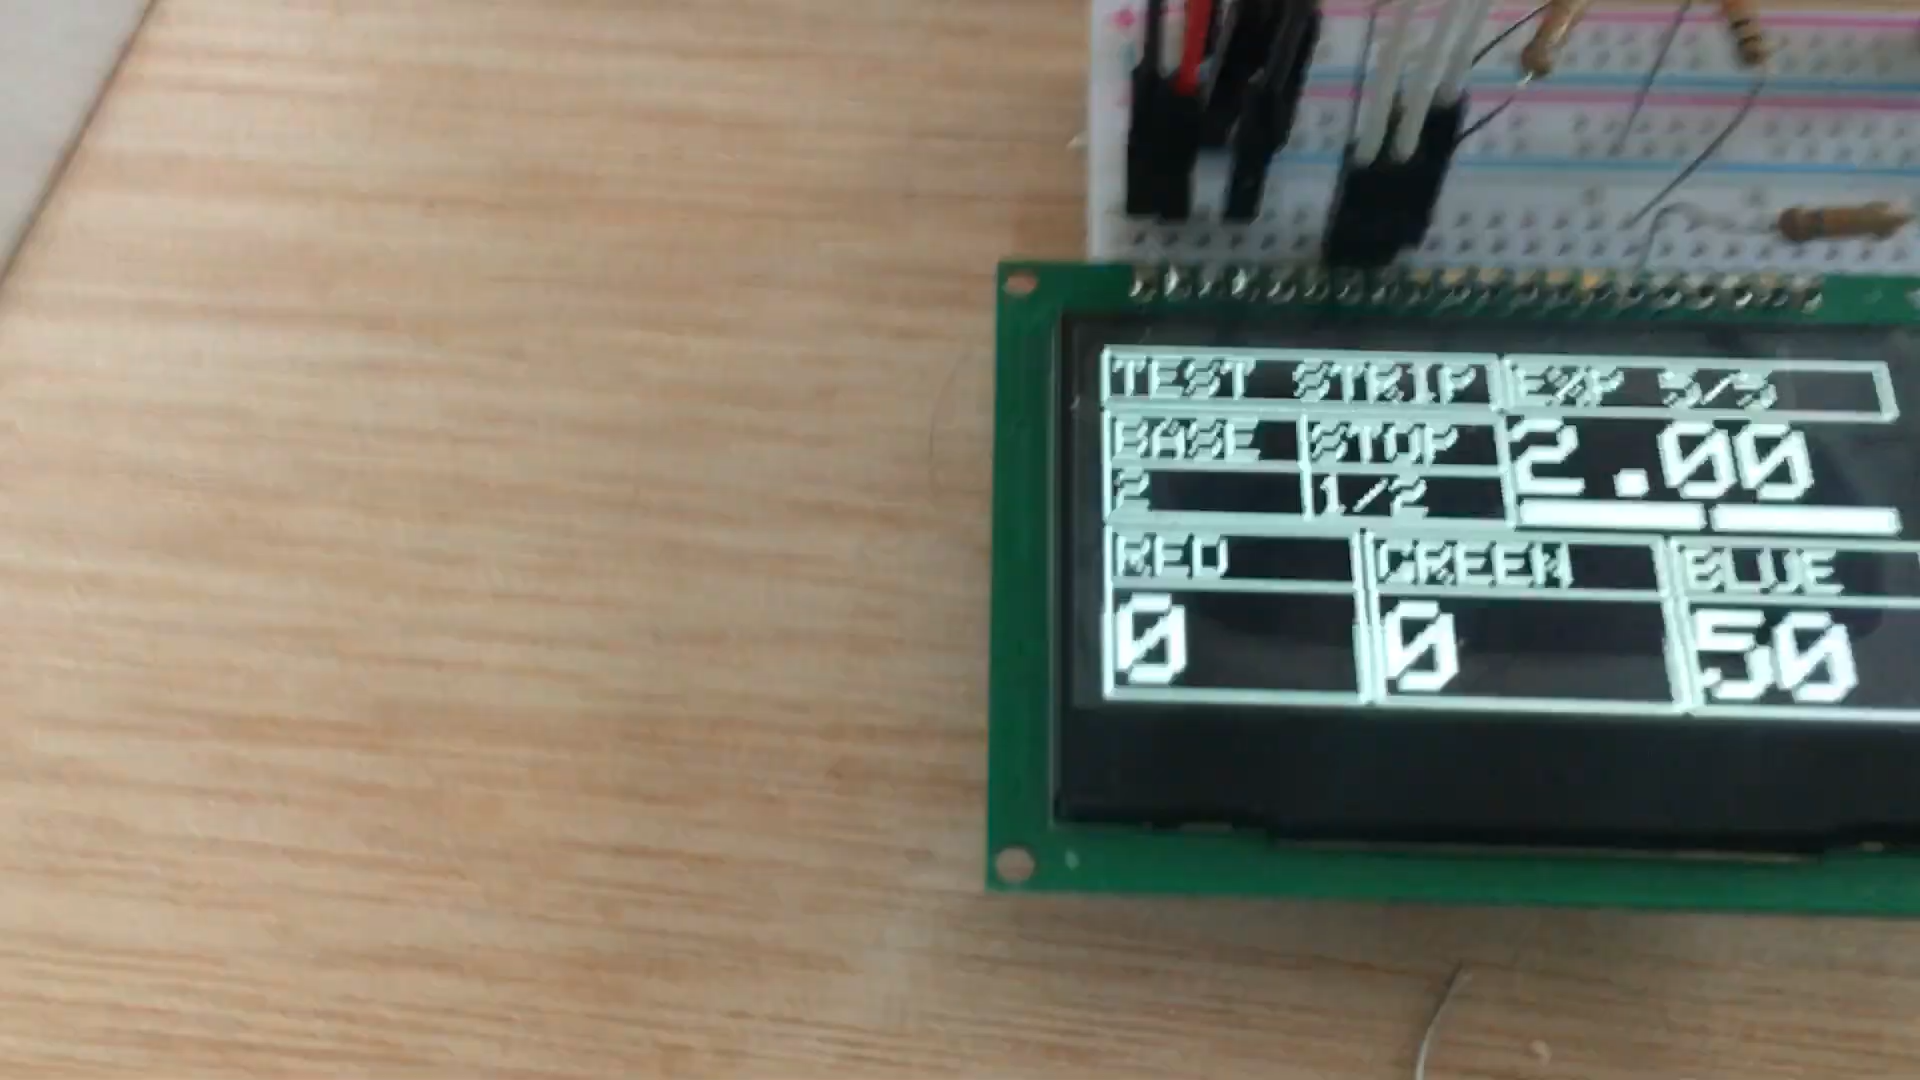 TEST STRIP EXP 5/5
BASE STOP 2.00
2 1/2
RED GREEN BLUE
0 0 50